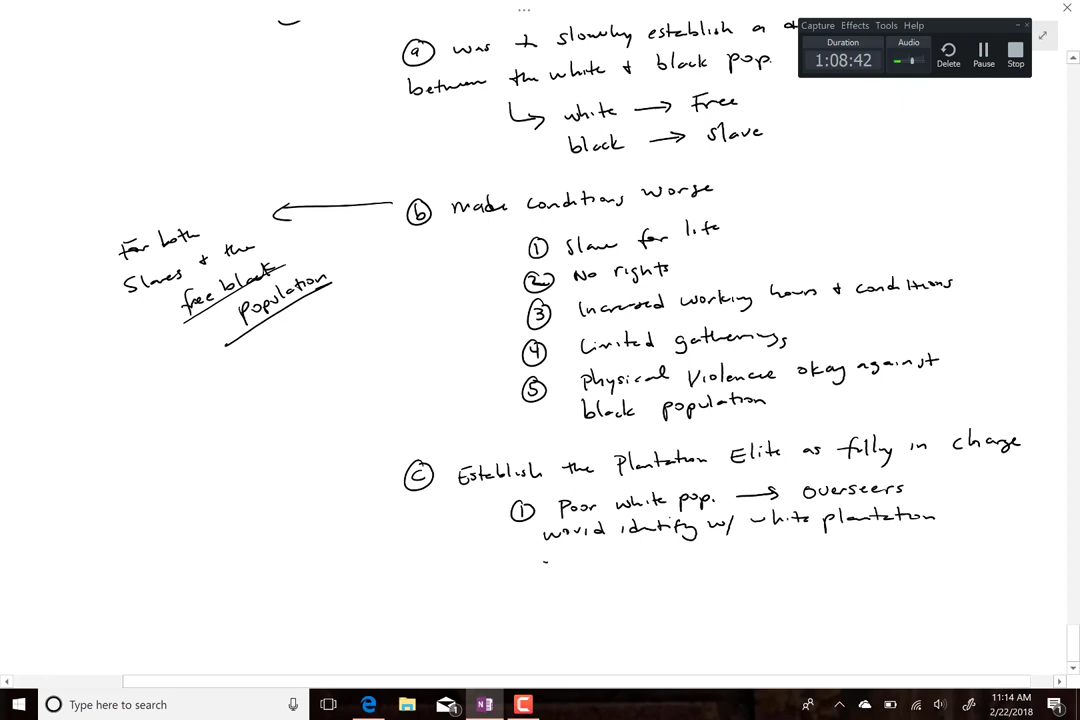 Capture Effects Tools Help
Duration
1:08:42
Audio
Delete
Pause
Stop
(a) was to slowly establish a
between the white + black pop.
white → Free
black → slave
(b) Made conditions worse
For both
Slaves + the
free black
population
(1) Slave for life
(2) No rights
(3) Increased working hours + conditions
(4) Limited gatherings
(5) Physical Violence okay against
black population
(c) Establish the Plantation Elite as fully in charge
(1) Poor white pop. → Overseers
would identify w/ white plantation
Type here to search
11:14 AM
2/22/2018